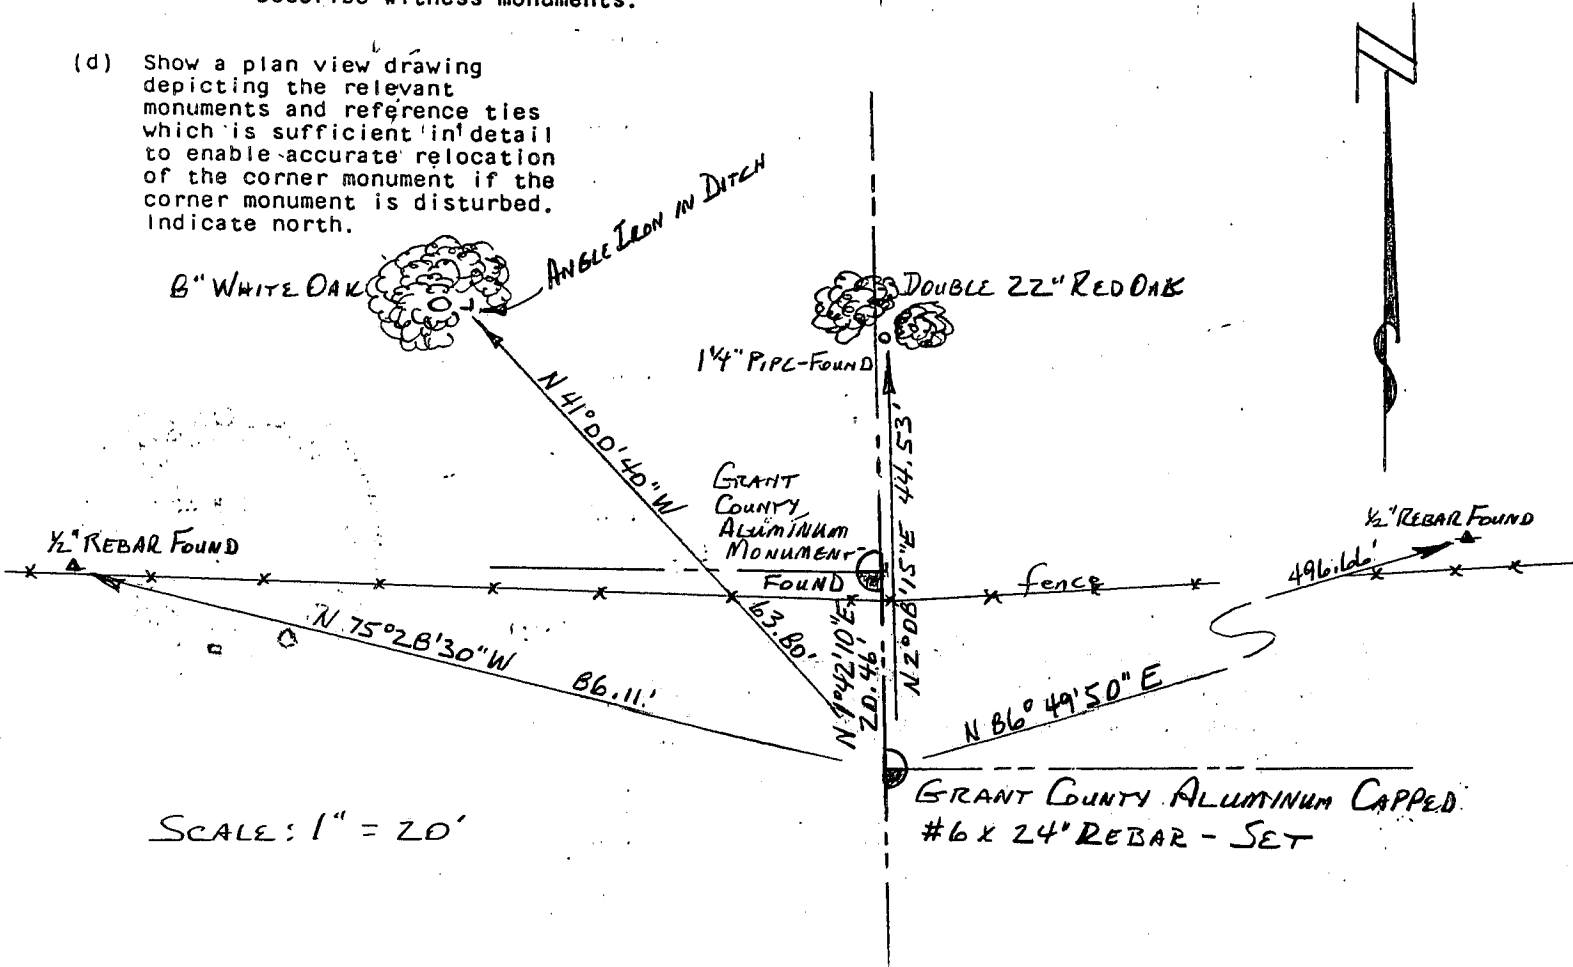 describe witness monuments.
(d) Show a plan view drawing
depicting the relevant
monuments and reference ties
which is sufficient in detail
to enable accurate relocation
of the corner monument if the
corner monument is disturbed.
Indicate north.
N
ANGLE IRON IN DITCH
8" WHITE OAK
DOUBLE 22" RED OAK
1¼" PIPE-FOUND
N 41°00'40" W
63.80'
N 2°08'15" E 44.53'
GRANT
COUNTY
ALUMINUM
MONUMENT
FOUND
½" REBAR FOUND
½" REBAR FOUND
496.66'
fence
N 75°28'30" W
86.11'
20.46'
N 86° 49' 50" E
GRANT COUNTY ALUMINUM CAPPED
#6 X 24" REBAR - SET
SCALE: 1" = 20'